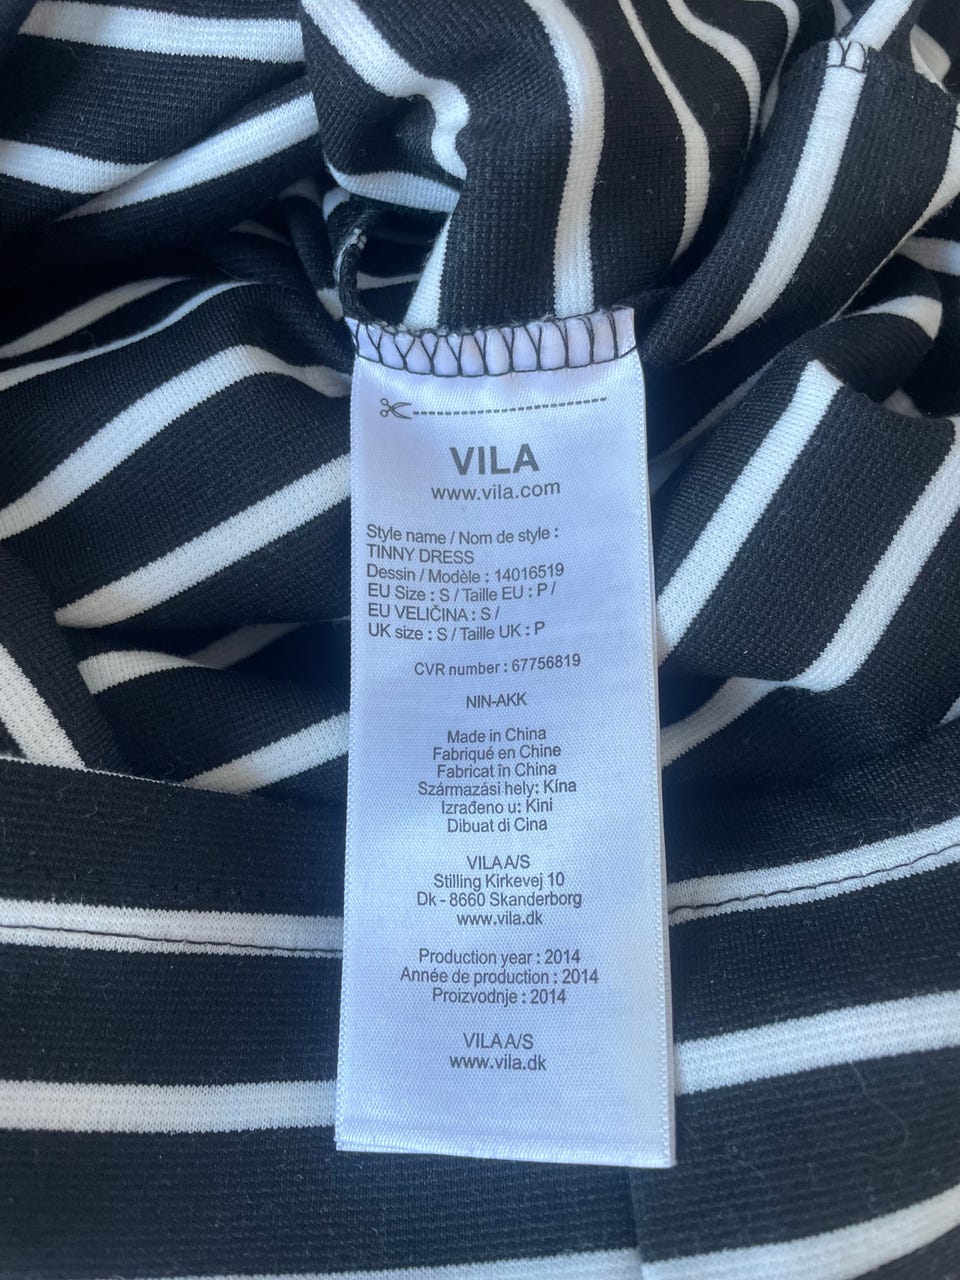 VILA
www.vila.com
Style name / Nom de style :
TINNY DRESS
Dessin / Modèle : 14016519
EU Size : S / Taille EU : P /
EU VELIČINA : S /
UK size : S / Taille UK : P
CVR number : 67756819
NIN-AKK
Made in China
Fabriqué en Chine
Fabricat în China
Származási hely: Kína
Izrađeno u: Kini
Dibuat di Cina
VILA A/S
Stilling Kirkevej 10
Dk - 8660 Skanderborg
www.vila.dk
Production year : 2014
Année de production : 2014
Proizvodnje : 2014
VILA A/S
www.vila.dk